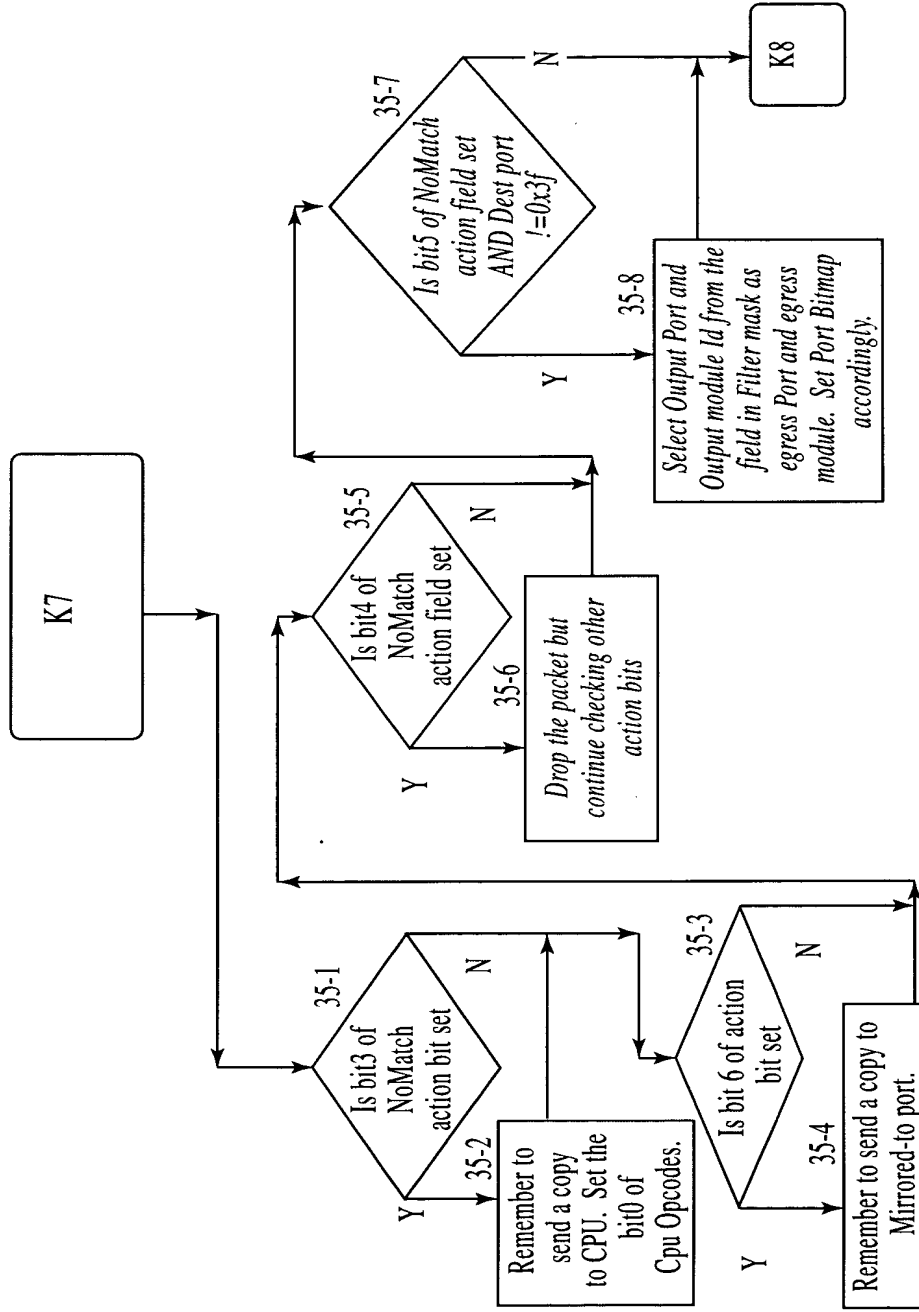 K7
35-1
Is bit3 of
NoMatch
action bit set
Y
N
35-2
Remember to
send a copy
to CPU. Set the
bit0 of
Cpu Opcodes.
35-3
Is bit 6 of action
bit set
Y
N
35-4
Remember to send a copy to
Mirrored-to port.
35-5
Is bit4 of
NoMatch
action field set
Y
N
35-6
Drop the packet but
continue checking other
action bits
35-7
Is bit5 of NoMatch
action field set
AND Dest port
!=0x3f
Y
N
35-8
Select Output Port and
Output module Id from the
field in Filter mask as
egress Port and egress
module. Set Port Bitmap
accordingly.
K8